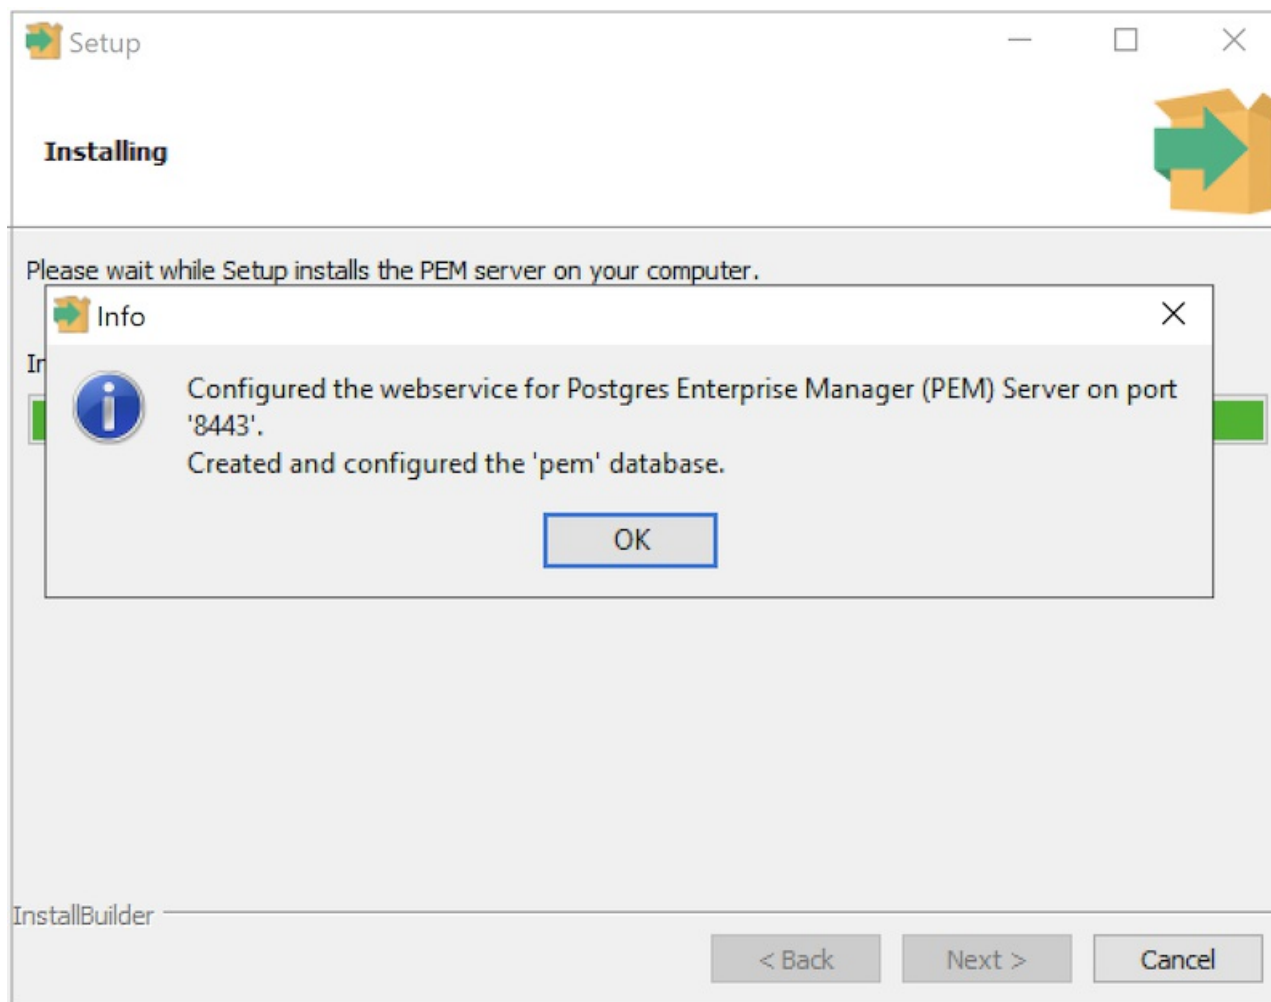 Setup
Installing
Please wait while Setup installs the PEM server on your computer.
Info
Configured the webservice for Postgres Enterprise Manager (PEM) Server on port
'8443'.
Created and configured the 'pem' database.
OK
InstallBuilder
< Back
Next >
Cancel